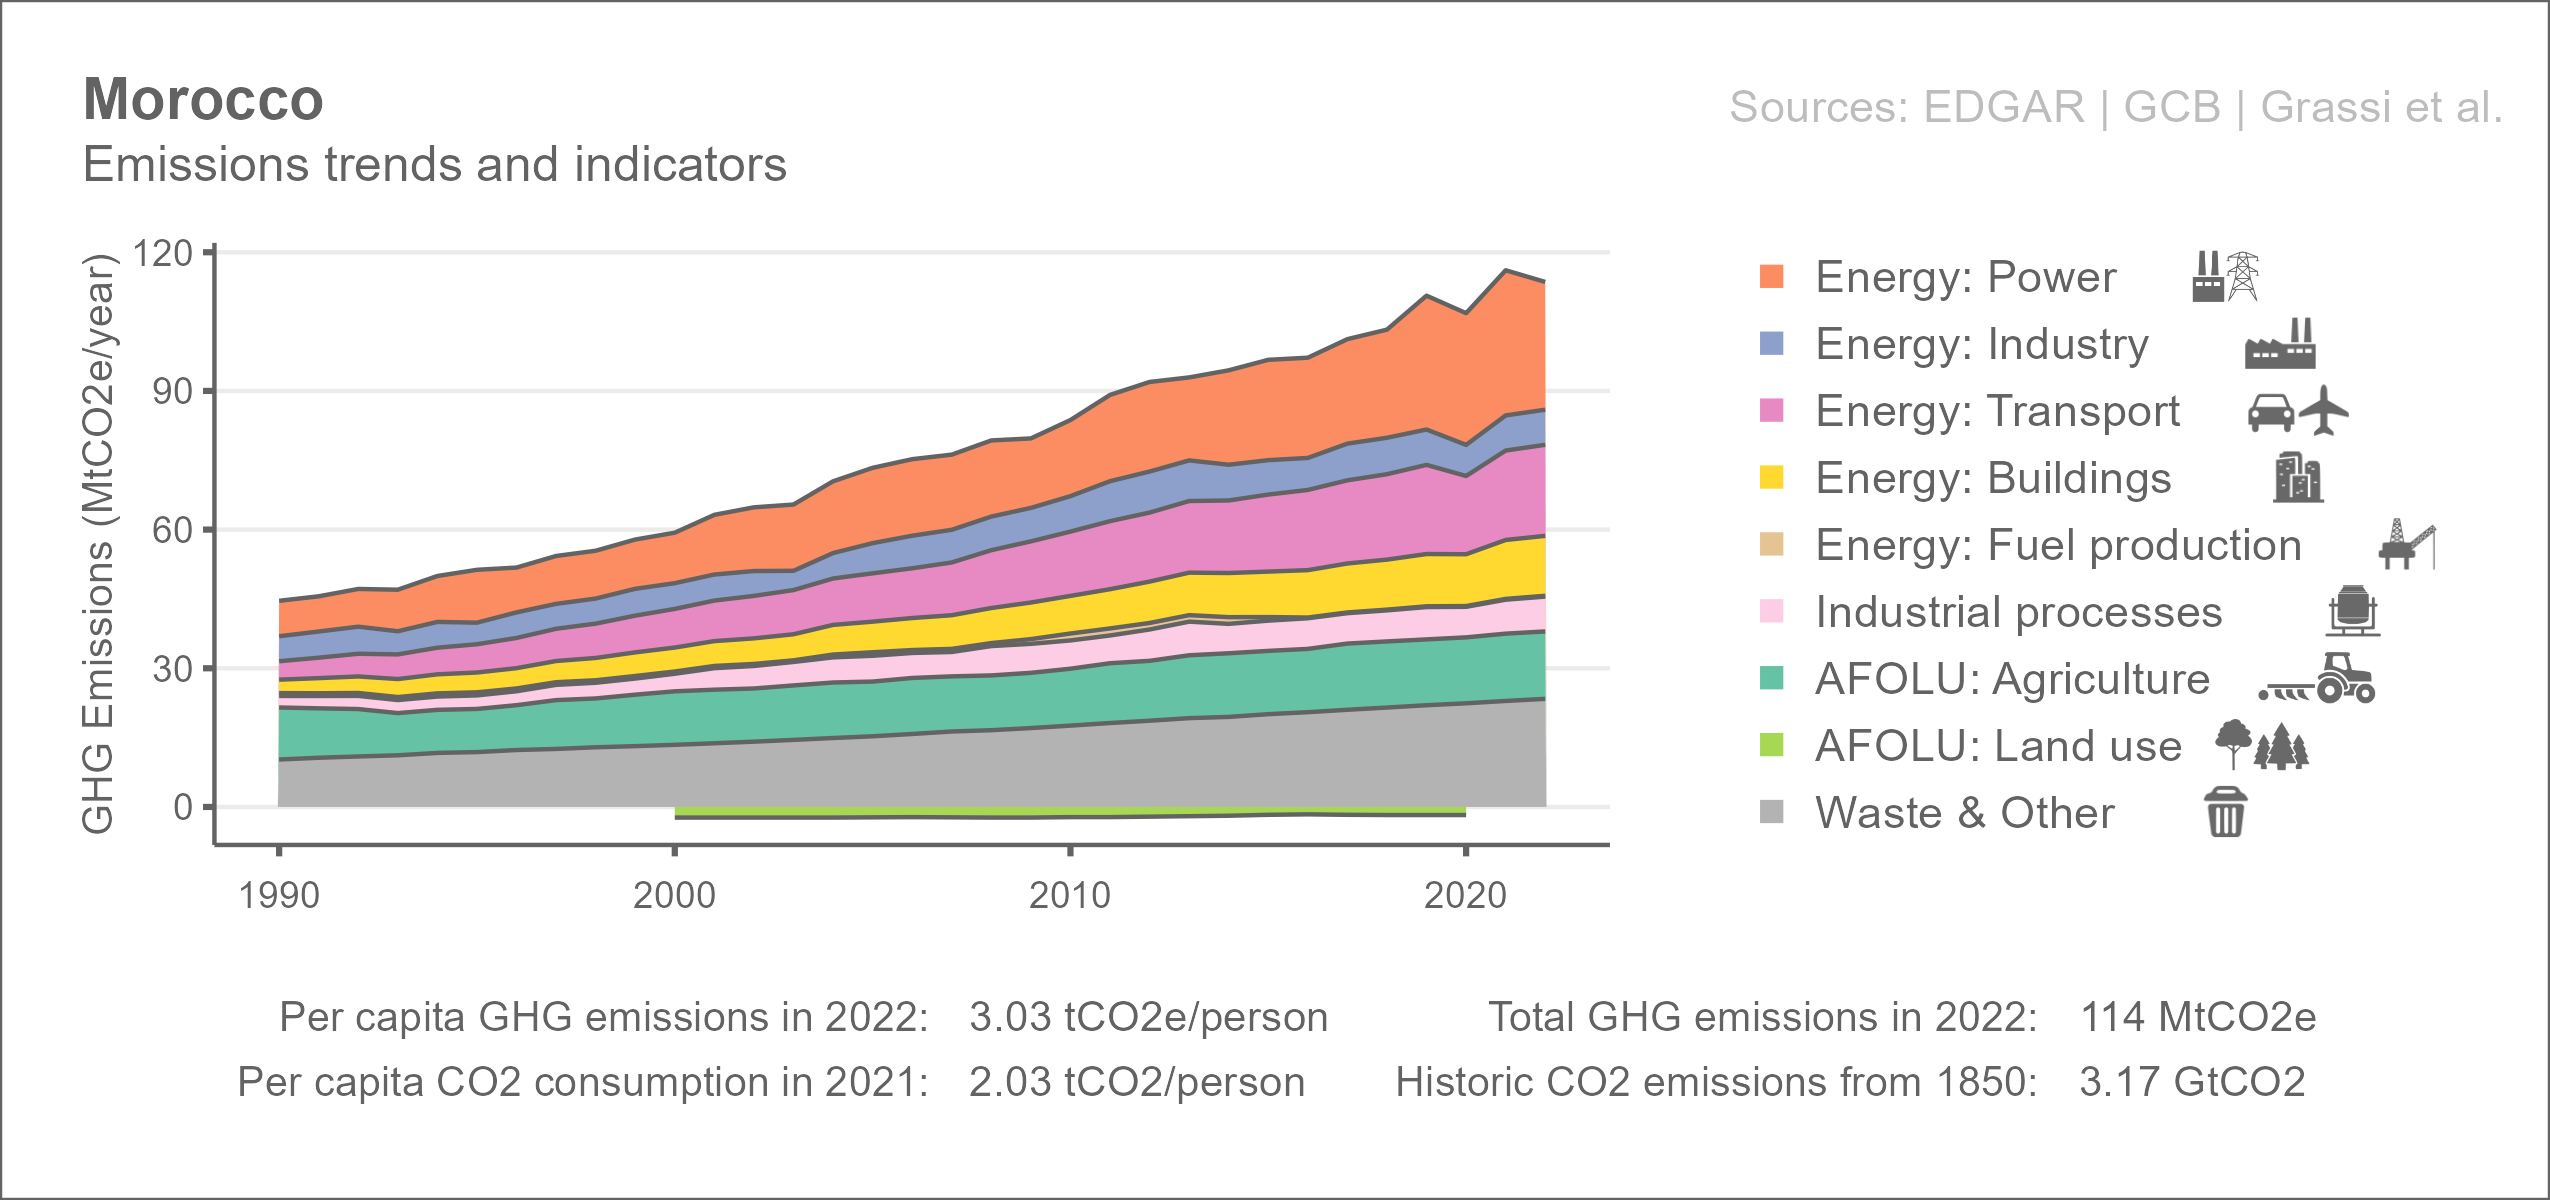 Morocco
Sources: EDGAR | GCB | Grassi et al.
Emissions trends and indicators
GHG Emissions (MtCO2e/year)
120
90
60
30
0
1990
2000
2010
2020
Energy: Power
Energy: Industry
Energy: Transport
Energy: Buildings
Energy: Fuel production
Industrial processes
AFOLU: Agriculture
AFOLU: Land use
Waste & Other
Per capita GHG emissions in 2022: 3.03 tCO2e/person
Total GHG emissions in 2022: 114 MtCO2e
Per capita CO2 consumption in 2021: 2.03 tCO2/person
Historic CO2 emissions from 1850: 3.17 GtCO2